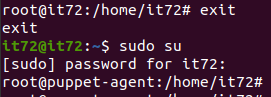 root@it72:/home/it72# exit
exit
it72@it72:~$ sudo su
[sudo] password for it72:
root@puppet-agent:/home/it72#